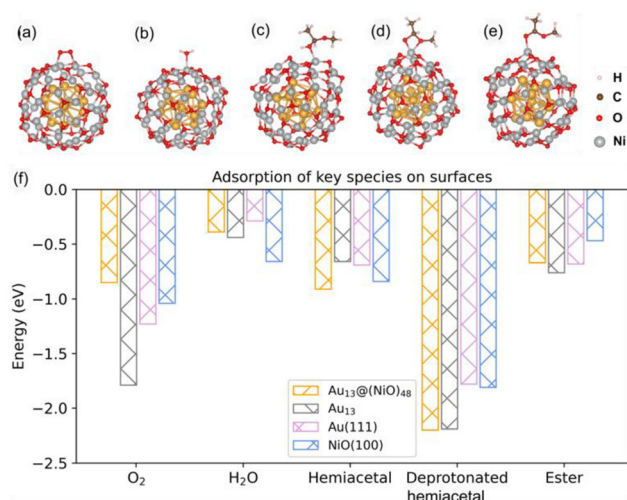 (a)
(b)
(c)
(d)
(e)
H
C
O
Ni
(f)
Adsorption of key species on surfaces
Energy (eV)
0.0
−0.5
−1.0
−1.5
−2.0
−2.5
Au₁₃@(NiO)₄₈
Au₁₃
Au(111)
NiO(100)
O₂
H₂O
Hemiacetal
Deprotonated
hemiacetal
Ester